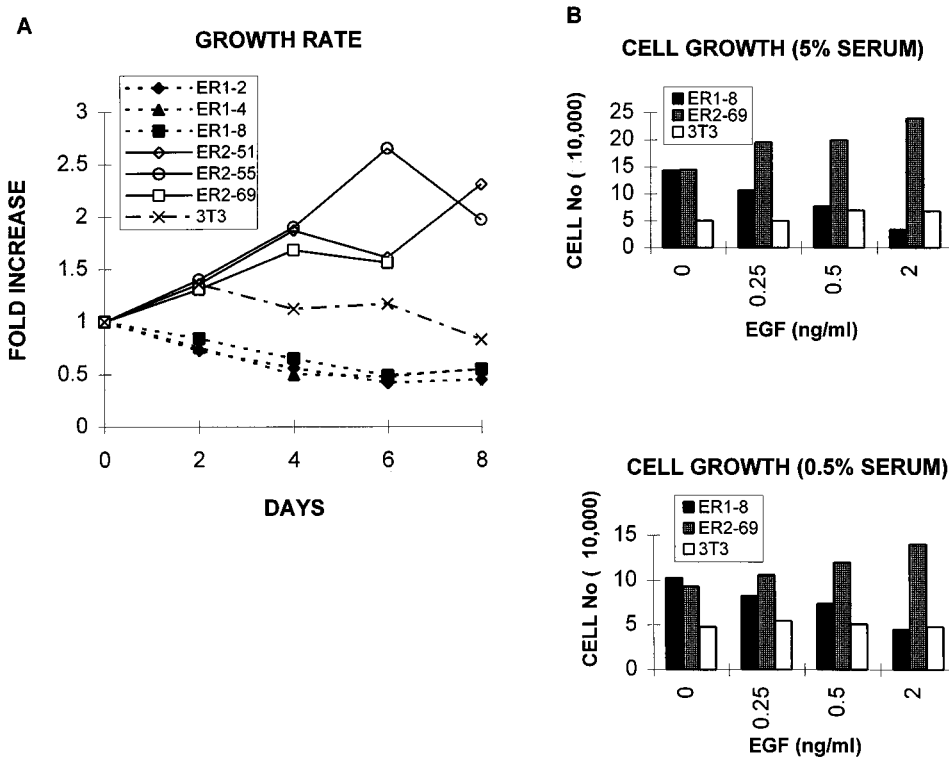 A
GROWTH RATE
ER1-2
ER1-4
ER1-8
ER2-51
ER2-55
ER2-69
3T3
3
2.5
2
1.5
1
0.5
0
FOLD INCREASE
0 2 4 6 8
DAYS
B
CELL GROWTH (5% SERUM)
ER1-8
ER2-69
3T3
25
20
15
10
5
0
CELL No ( 10,000)
0 0.25 0.5 2
EGF (ng/ml)
CELL GROWTH (0.5% SERUM)
ER1-8
ER2-69
3T3
15
10
5
0
CELL No ( 10,000)
0 0.25 0.5 2
EGF (ng/ml)